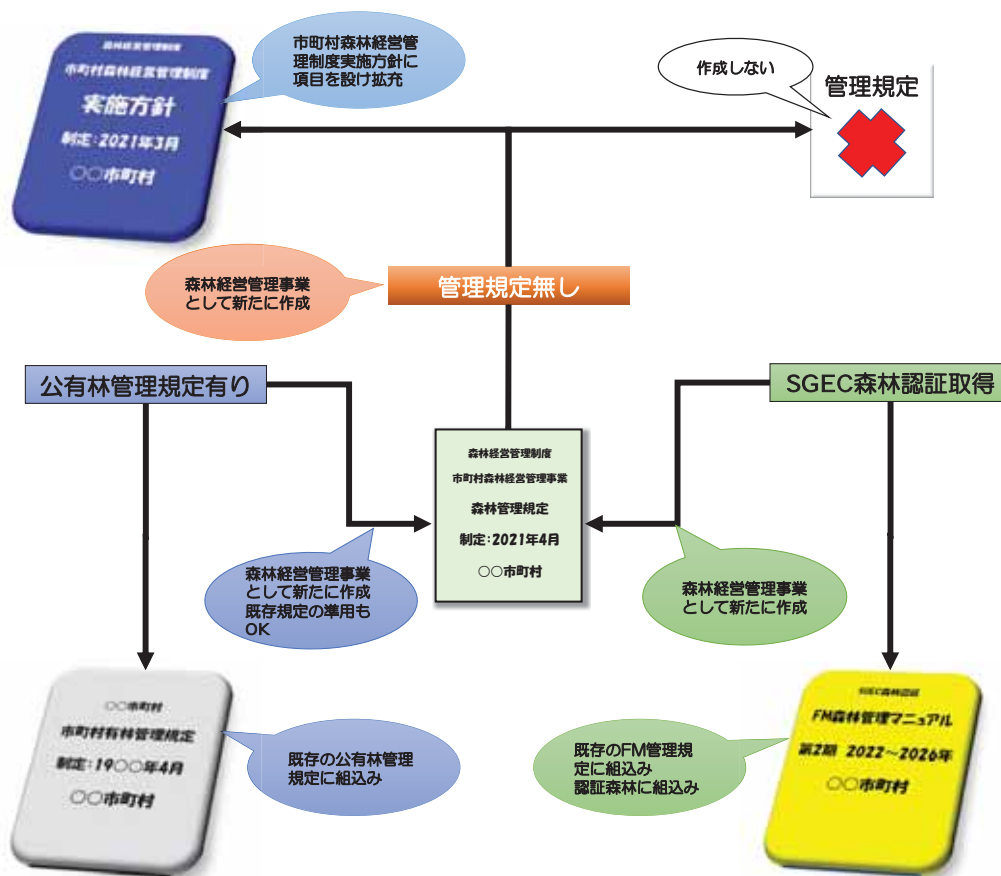 森林経営管理制度
市町村森林経営管理制度
実施方針
制定:2021年3月
○○市町村
市町村森林経営管
理制度実施方針に
項目を設け拡充
作成しない
管理規定
森林経営管理事業
として新たに作成
管理規定無し
公有林管理規定有り
SGEC森林認証取得
森林経営管理制度
市町村森林経営管理事業
森林管理規定
制定:2021年4月
○○市町村
森林経営管理事業
として新たに作成
既存規定の準用も
OK
森林経営管理事業
として新たに作成
○○市町村
市町村有林管理規定
制定:19○○年4月
○○市町村
既存の公有林管理
規定に組込み
既存のFM管理規
定に組込み
認証森林に組込み
SGEC森林認証
FM森林管理マニュアル
第2期 2022~2026年
○○市町村